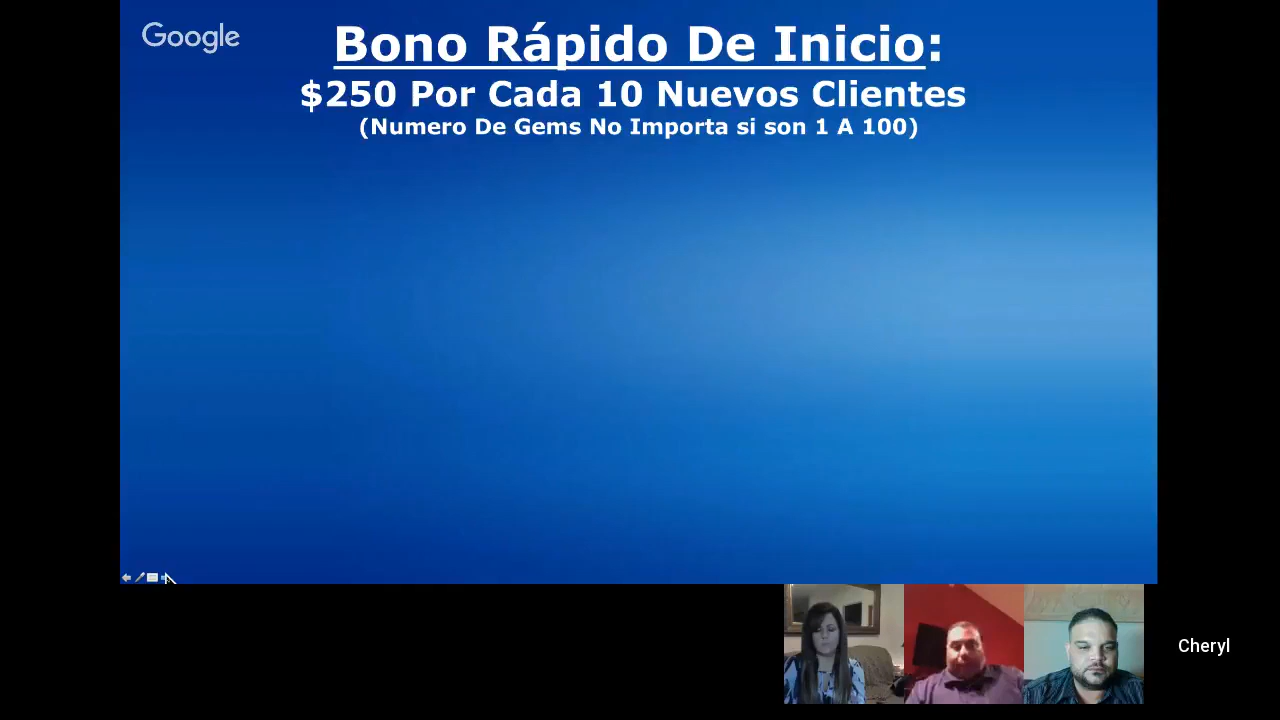 Google
Bono Rápido De Inicio:
$250 Por Cada 10 Nuevos Clientes
(Numero De Gems No Importa si son 1 A 100)
Cheryl